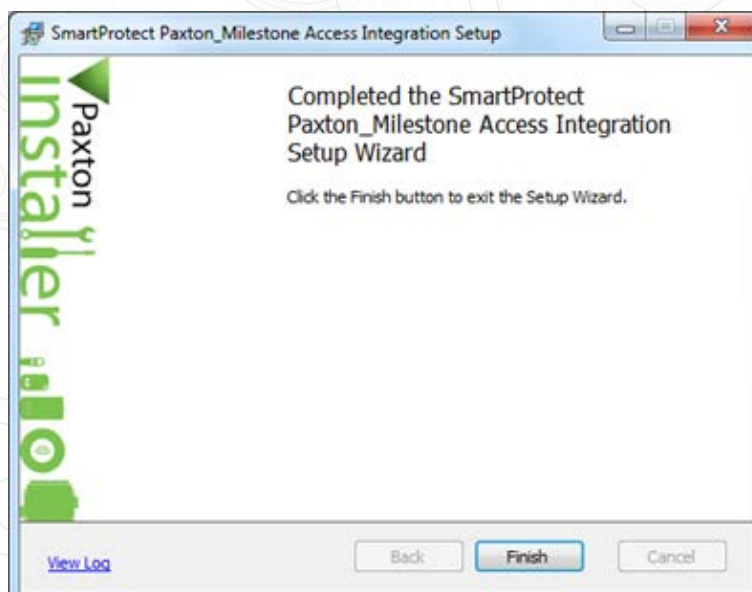 SmartProtect Paxton_Milestone Access Integration Setup
Paxton
Installer
Completed the SmartProtect
Paxton_Milestone Access Integration
Setup Wizard
Click the Finish button to exit the Setup Wizard.
View Log
Back
Finish
Cancel